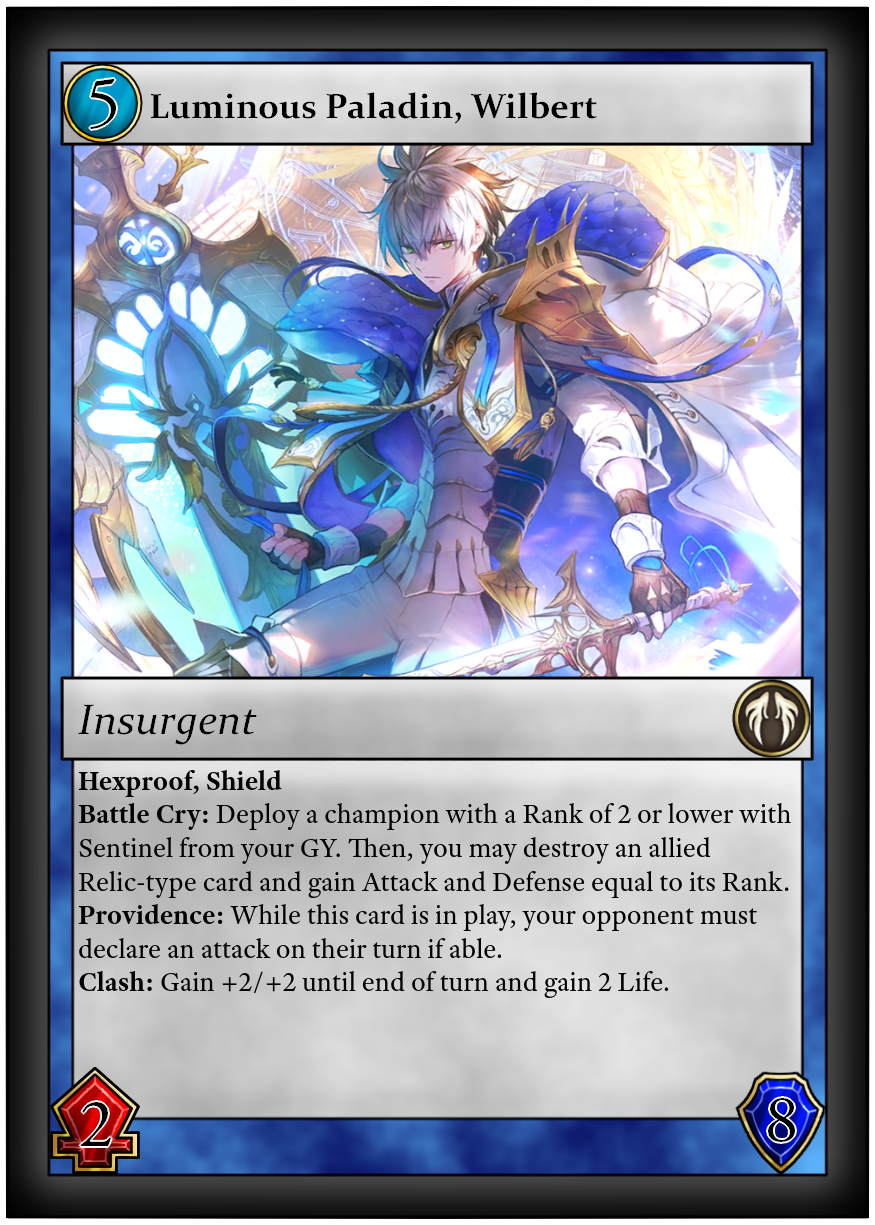 5
Luminous Paladin, Wilbert
Insurgent
Hexproof, Shield
Battle Cry: Deploy a champion with a Rank of 2 or lower with
Sentinel from your GY. Then, you may destroy an allied
Relic-type card and gain Attack and Defense equal to its Rank.
Providence: While this card is in play, your opponent must
declare an attack on their turn if able.
Clash: Gain +2/+2 until end of turn and gain 2 Life.
2
8